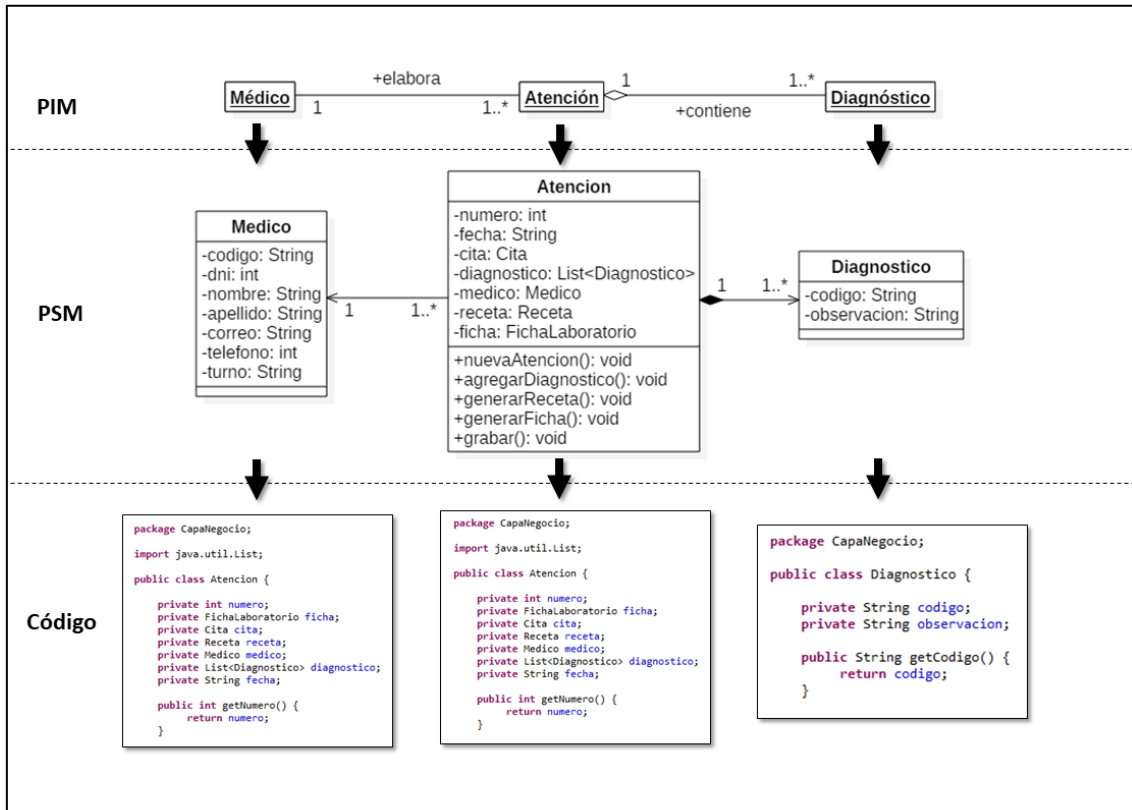 PIM
Médico
1
+elabora
1..*
Atención
1
+contiene
1..*
Diagnóstico
PSM
Medico
-codigo: String
-dni: int
-nombre: String
-apellido: String
-correo: String
-telefono: int
-turno: String
1
1..*
Atencion
-numero: int
-fecha: String
-cita: Cita
-diagnostico: List<Diagnostico>
-medico: Medico
-receta: Receta
-ficha: FichaLaboratorio
+nuevaAtencion(): void
+agregarDiagnostico(): void
+generarReceta(): void
+generarFicha(): void
+grabar(): void
1
1..*
Diagnostico
-codigo: String
-observacion: String
Código
package CapaNegocio;
import java.util.List;
public class Atencion {
private int numero;
private FichaLaboratorio ficha;
private Cita cita;
private Receta receta;
private Medico medico;
private List<Diagnostico> diagnostico;
private String fecha;
public int getNumero() {
return numero;
}
package CapaNegocio;
import java.util.List;
public class Atencion {
private int numero;
private FichaLaboratorio ficha;
private Cita cita;
private Receta receta;
private Medico medico;
private List<Diagnostico> diagnostico;
private String fecha;
public int getNumero() {
return numero;
}
package CapaNegocio;
public class Diagnostico {
private String codigo;
private String observacion;
public String getCodigo() {
return codigo;
}